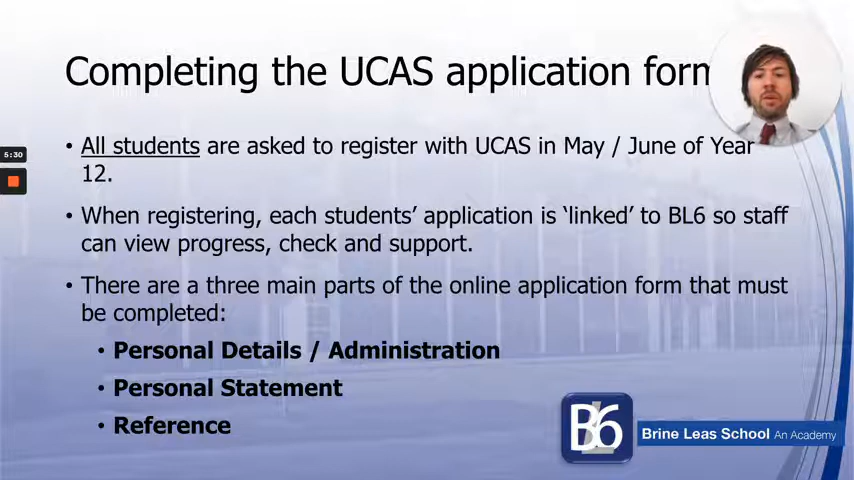 Completing the UCAS application form
5:30
• All students are asked to register with UCAS in May / June of Year
12.
• When registering, each students’ application is ‘linked’ to BL6 so staff
can view progress, check and support.
• There are a three main parts of the online application form that must
be completed:
• Personal Details / Administration
• Personal Statement
• Reference
BL6
Brine Leas School An Academy